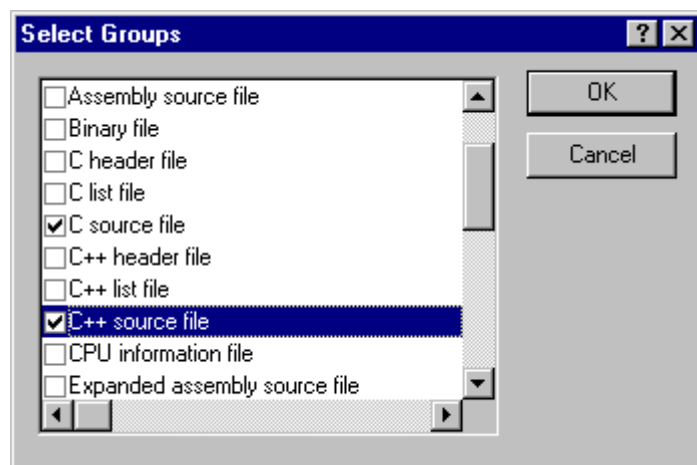 Select Groups
Assembly source file
Binary file
C header file
C list file
C source file
C++ header file
C++ list file
C++ source file
CPU information file
Expanded assembly source file
OK
Cancel